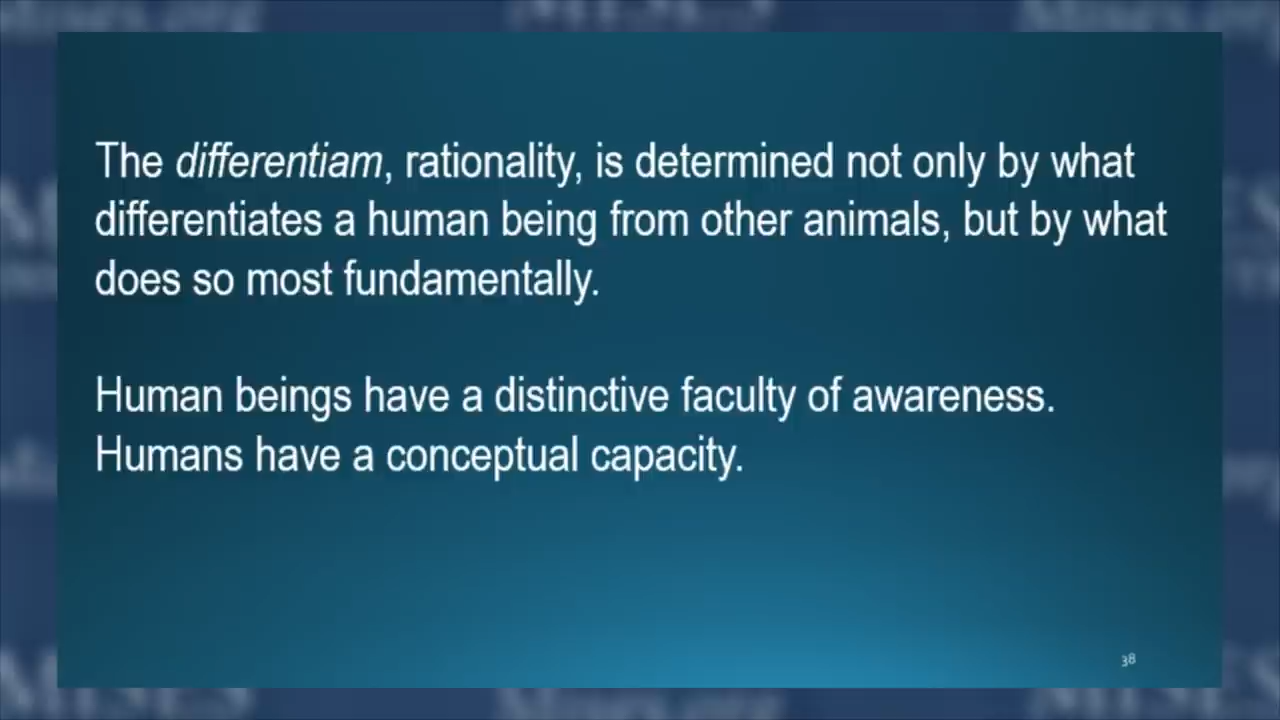 The differentiam, rationality, is determined not only by what
differentiates a human being from other animals, but by what
does so most fundamentally.
Human beings have a distinctive faculty of awareness.
Humans have a conceptual capacity.
38